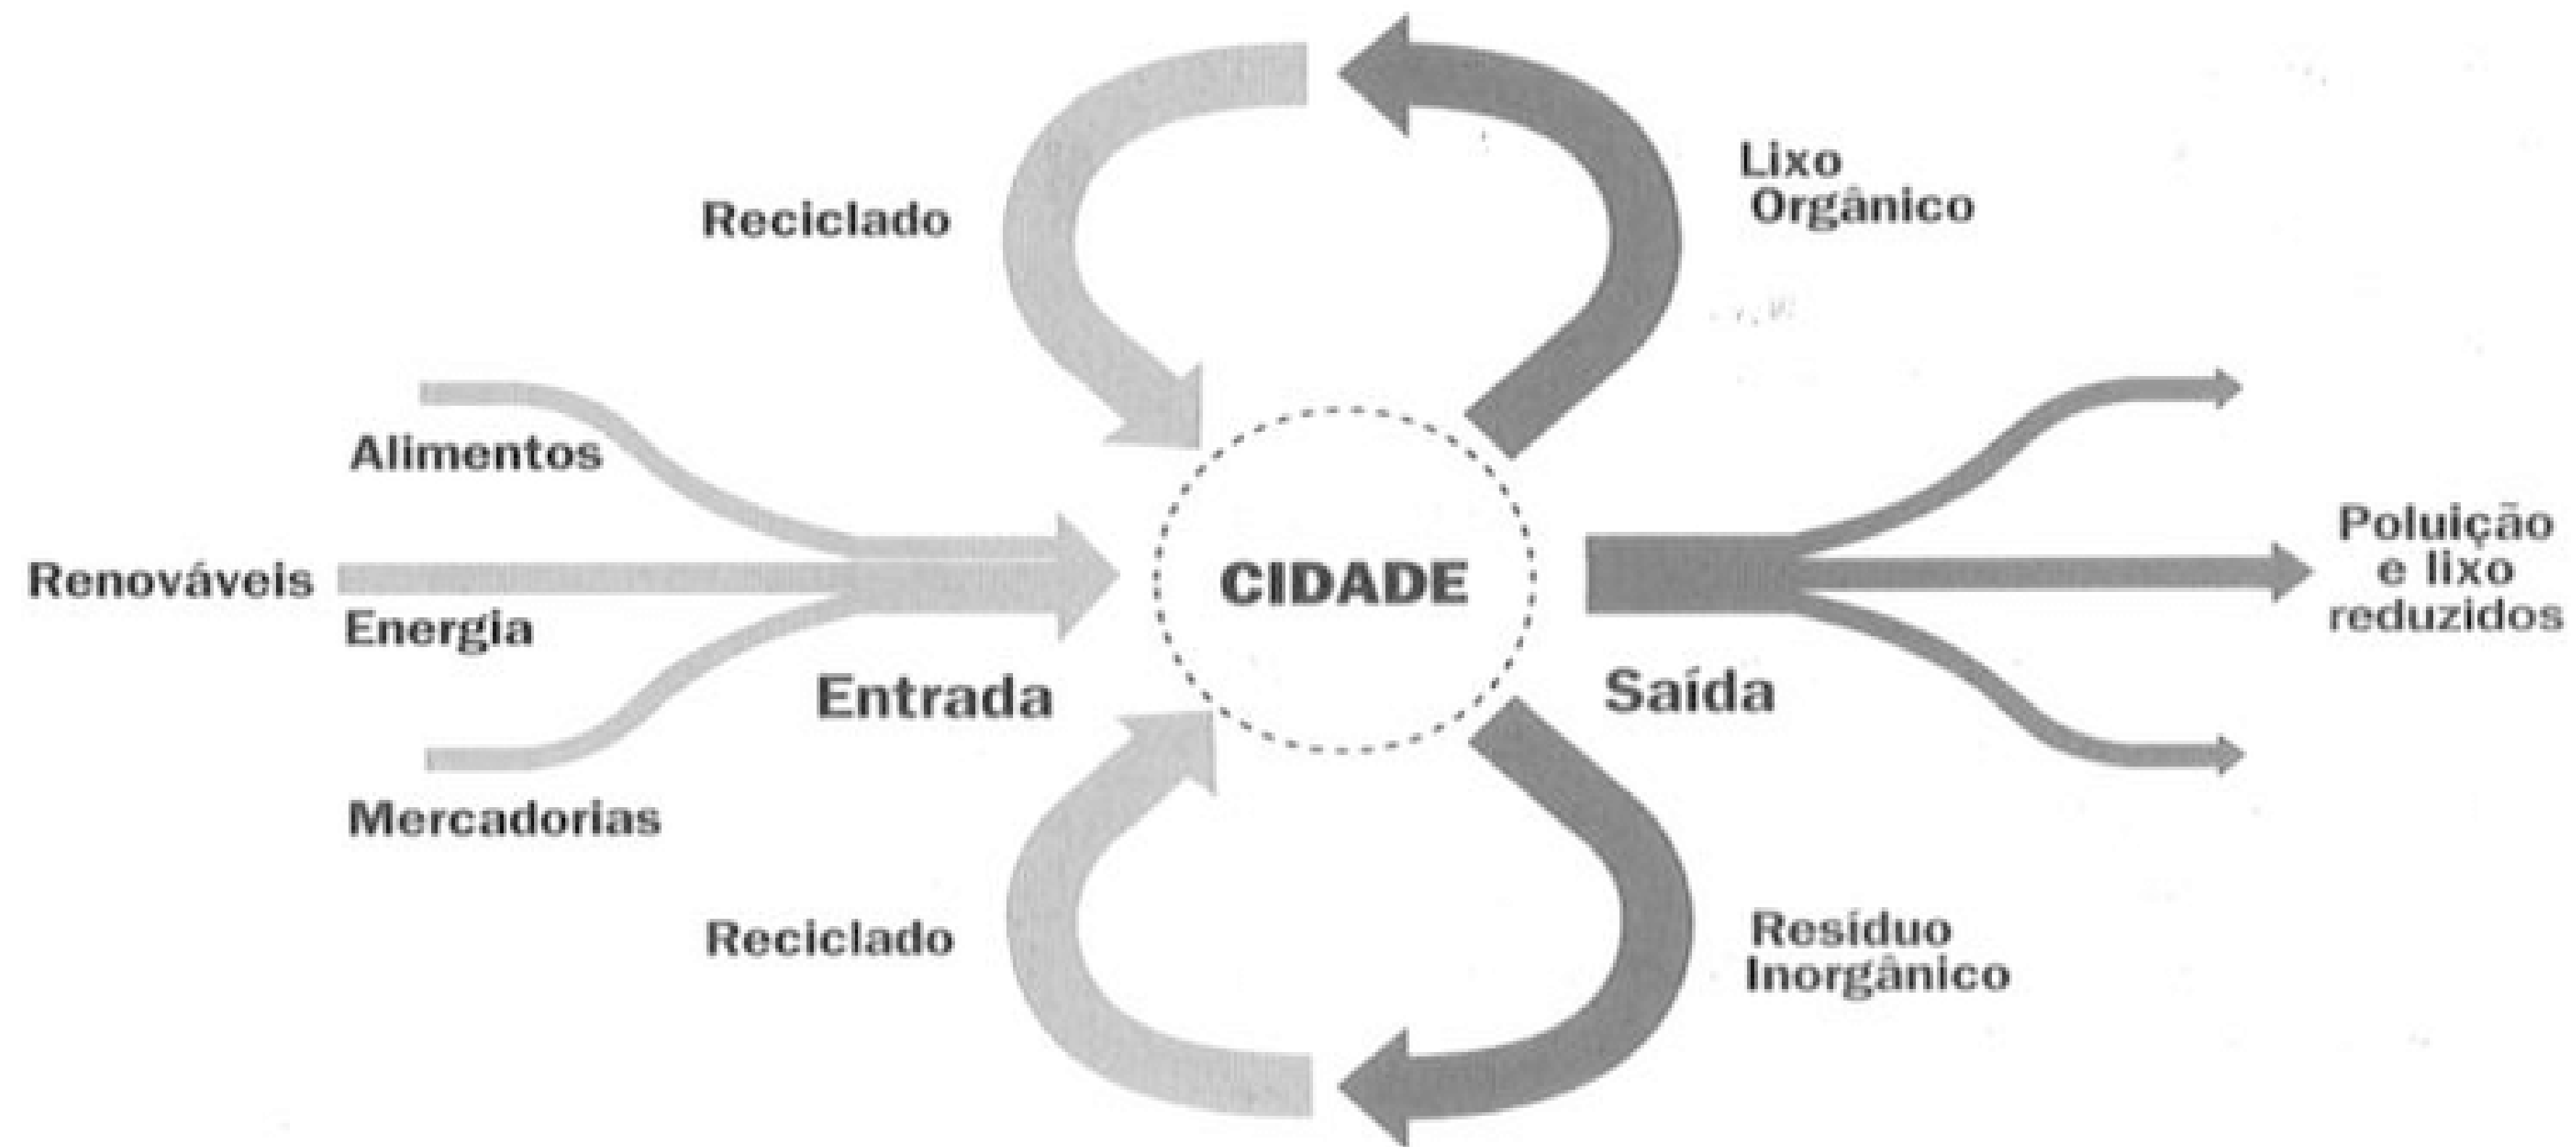 Lixo
Orgânico
Reciclado
Alimentos
Renováveis
Energia
CIDADE
Poluição
e lixo
reduzidos
Entrada
Saída
Mercadorias
Reciclado
Resíduo
Inorgânico